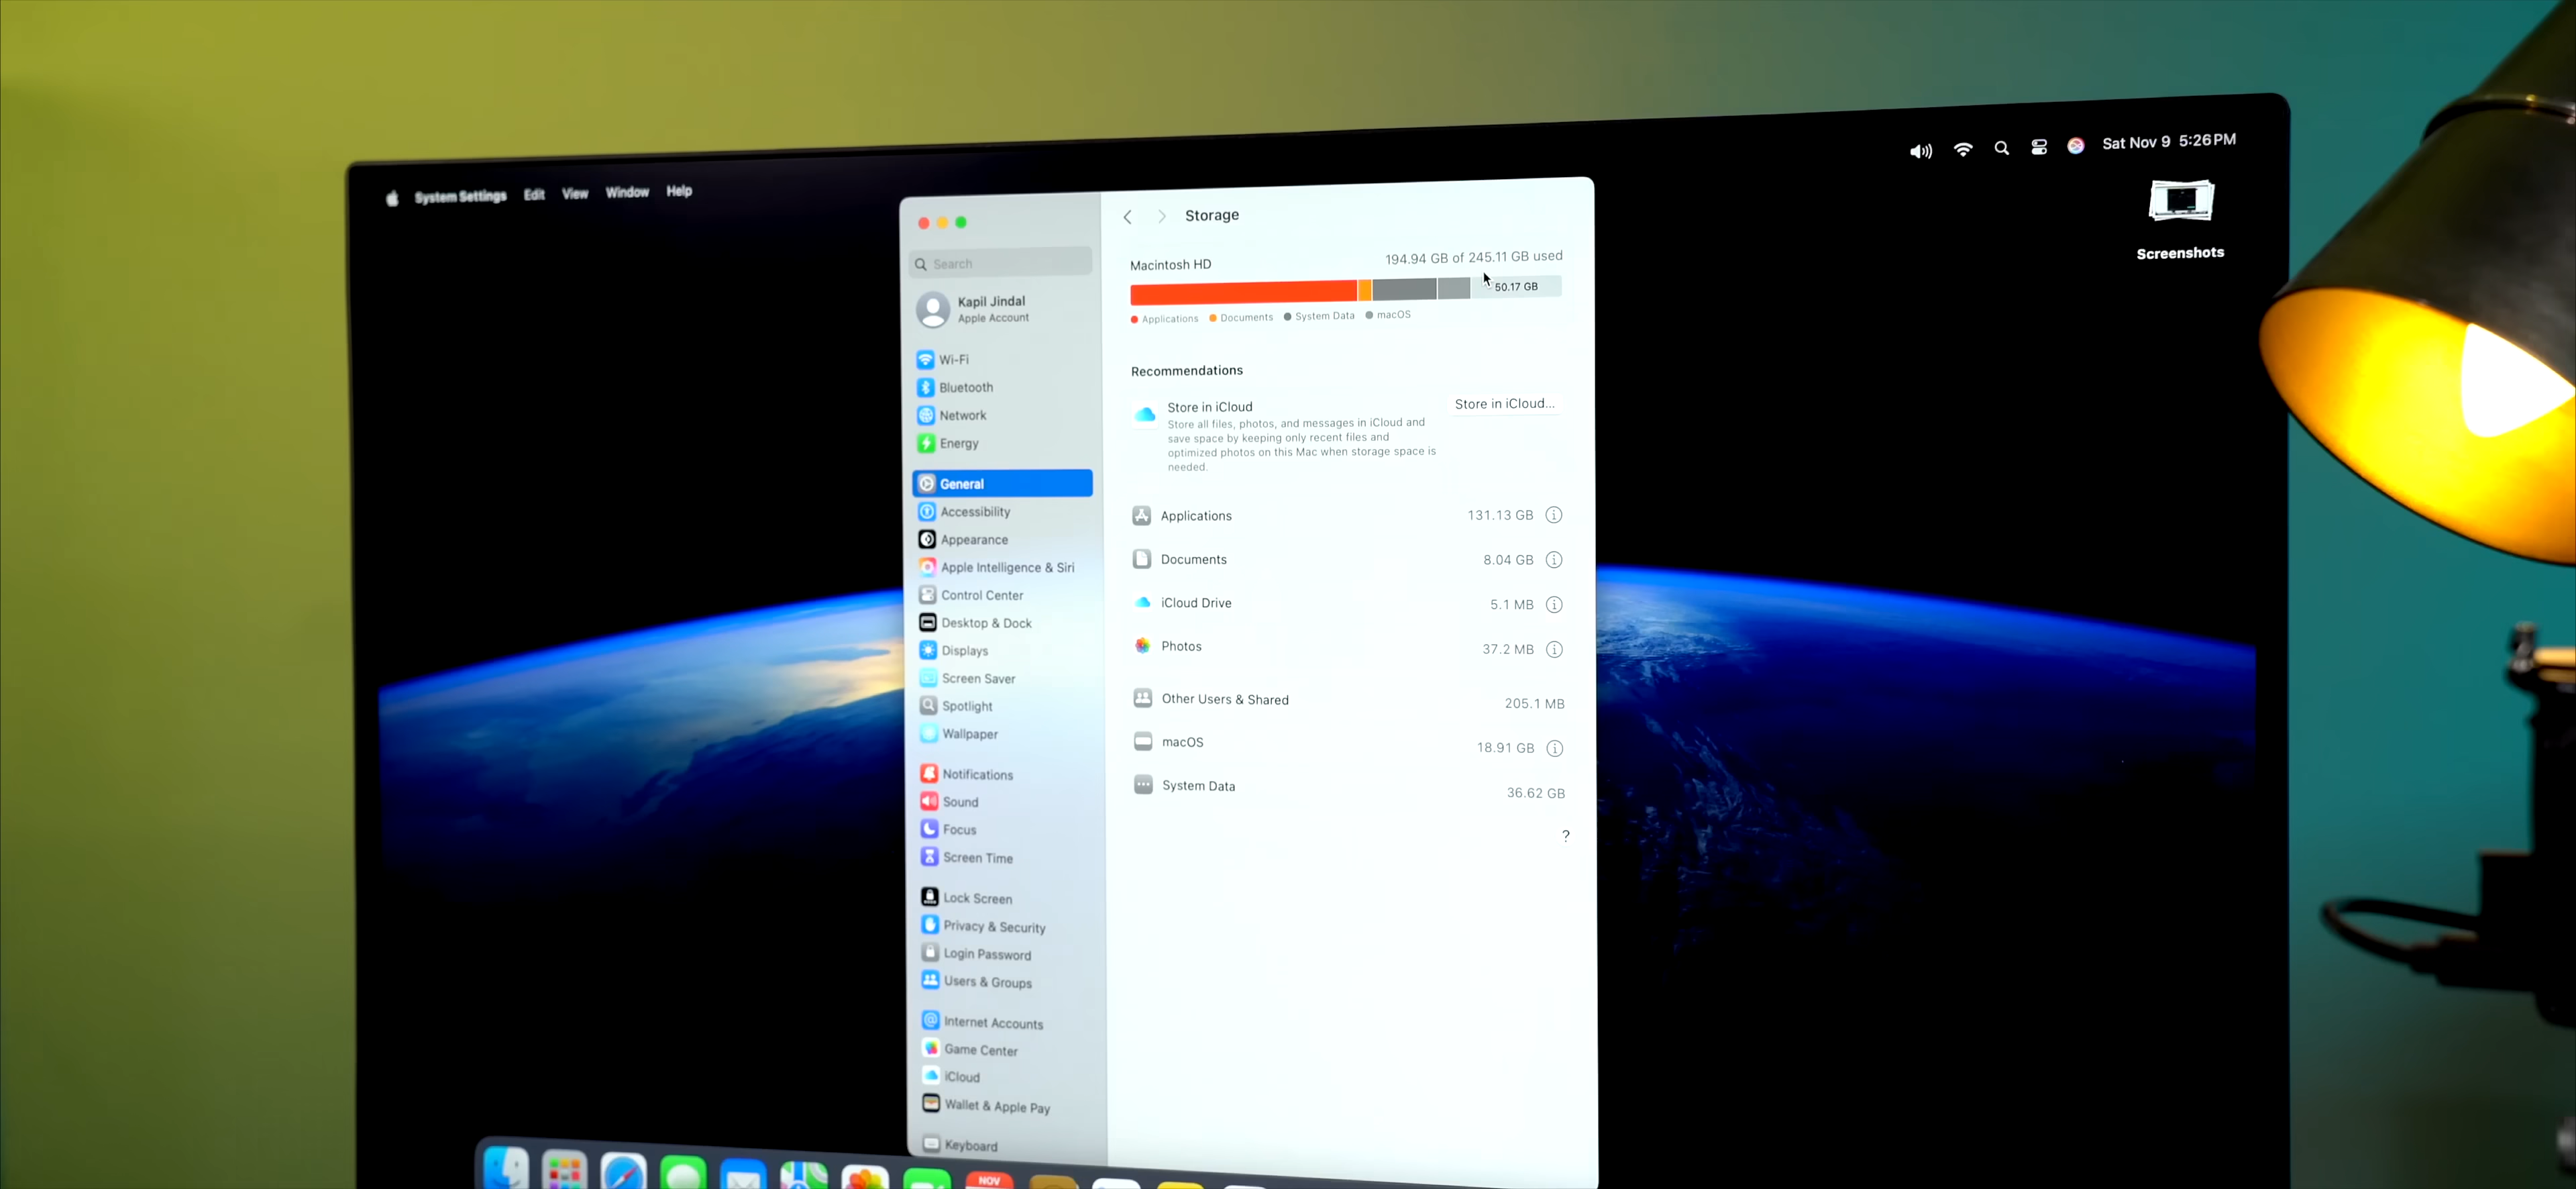 System Settings Edit View Window Help
Sat Nov 9 5:26 PM
Screenshots
Search
Kapil Jindal
Apple Account
Wi-Fi
Bluetooth
Network
Energy
General
Accessibility
Appearance
Apple Intelligence & Siri
Control Center
Desktop & Dock
Displays
Screen Saver
Spotlight
Wallpaper
Notifications
Sound
Focus
Screen Time
Lock Screen
Privacy & Security
Login Password
Users & Groups
Internet Accounts
Game Center
iCloud
Wallet & Apple Pay
Keyboard
Storage
Macintosh HD 194.94 GB of 245.11 GB used
50.17 GB
Applications Documents System Data macOS
Recommendations
Store in iCloud Store in iCloud...
Store all files, photos, and messages in iCloud and
save space by keeping only recent files and
optimized photos on this Mac when storage space is
needed.
Applications 131.13 GB
Documents 8.04 GB
iCloud Drive 5.1 MB
Photos 37.2 MB
Other Users & Shared 205.1 MB
macOS 18.91 GB
System Data 36.62 GB
?
NOV